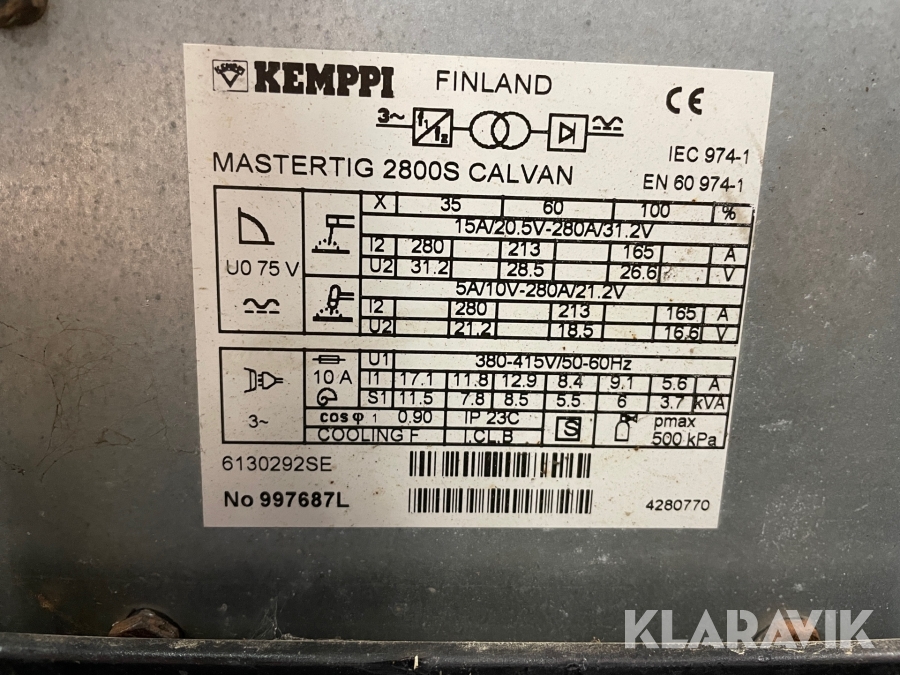 KEMPPI
KEMPPI FINLAND
CE
3~ f1 f2
IEC 974-1
MASTERTIG 2800S CALVAN
EN 60 974-1
X 35 60 100 %
15A/20.5V-280A/31.2V
I2 280 213 165 A
U0 75 V
U2 31.2 28.5 26.6 V
5A/10V-280A/21.2V
I2 280 213 165 A
U2 21.2 18.5 16.6 V
U1 380-415V/50-60Hz
10 A I1 17.1 11.8 12.9 8.4 9.1 5.6 A
S1 11.5 7.8 8.5 5.5 6 3.7 kVA
3~ cos φ 1 0.90 IP 23C S pmax
COOLING F I.CL.B 500 kPa
6130292SE
No 997687L
4280770
KLARAVIK